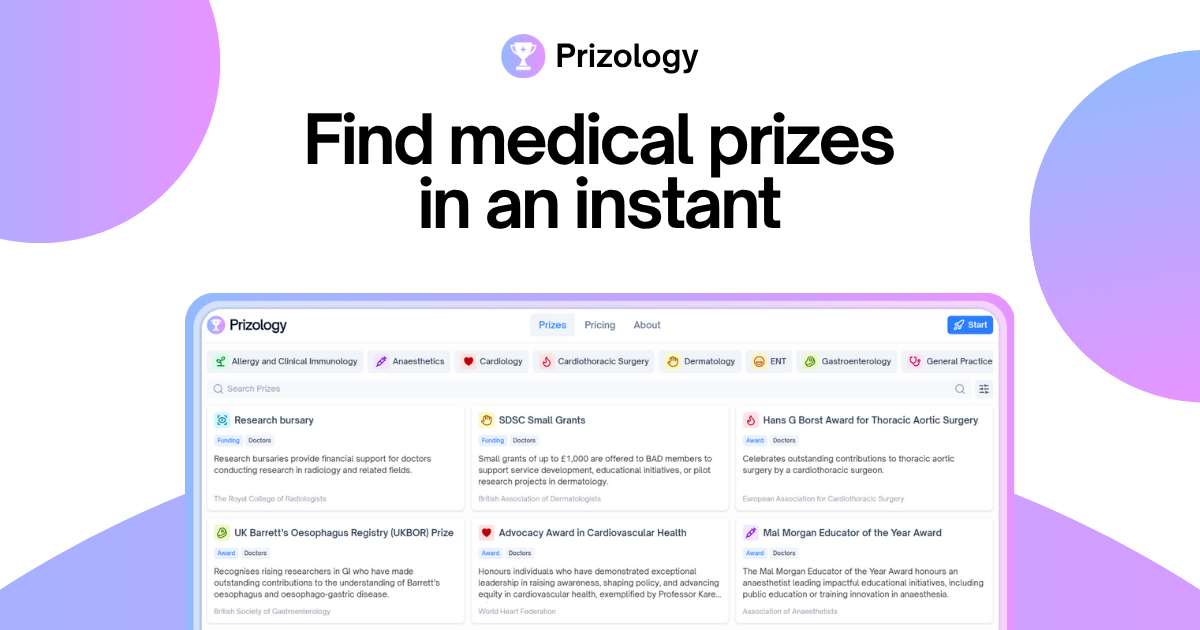 Prizology
Find medical prizes
in an instant
Prizology
Prizes
Pricing
About
Start
Allergy and Clinical Immunology
Anaesthetics
Cardiology
Cardiothoracic Surgery
Dermatology
ENT
Gastroenterology
General Practice
Search Prizes
Research bursary
Funding
Doctors
Research bursaries provide financial support for doctors
conducting research in radiology and related fields.
The Royal College of Radiologists
SDSC Small Grants
Funding
Doctors
Small grants of up to £1,000 are offered to BAD members to
support service development, educational initiatives, or pilot
research projects in dermatology.
British Association of Dermatologists
Hans G Borst Award for Thoracic Aortic Surgery
Award
Doctors
Celebrates outstanding contributions to thoracic aortic
surgery by a cardiothoracic surgeon.
European Association for Cardiothoracic Surgery
UK Barrett's Oesophagus Registry (UKBOR) Prize
Award
Doctors
Recognises rising researchers in GI who have made
outstanding contributions to the understanding of Barrett's
oesophagus and oesophago-gastric disease.
British Society of Gastroenterology
Advocacy Award in Cardiovascular Health
Award
Doctors
Honours individuals who have demonstrated exceptional
leadership in raising awareness, shaping policy, and advancing
equity in cardiovascular health, exemplified by Professor Kare...
World Heart Federation
Mal Morgan Educator of the Year Award
Award
Doctors
The Mal Morgan Educator of the Year Award honours an
anaesthetist leading impactful educational initiatives, including
public education or training innovation in anaesthesia.
Association of Anaesthetists